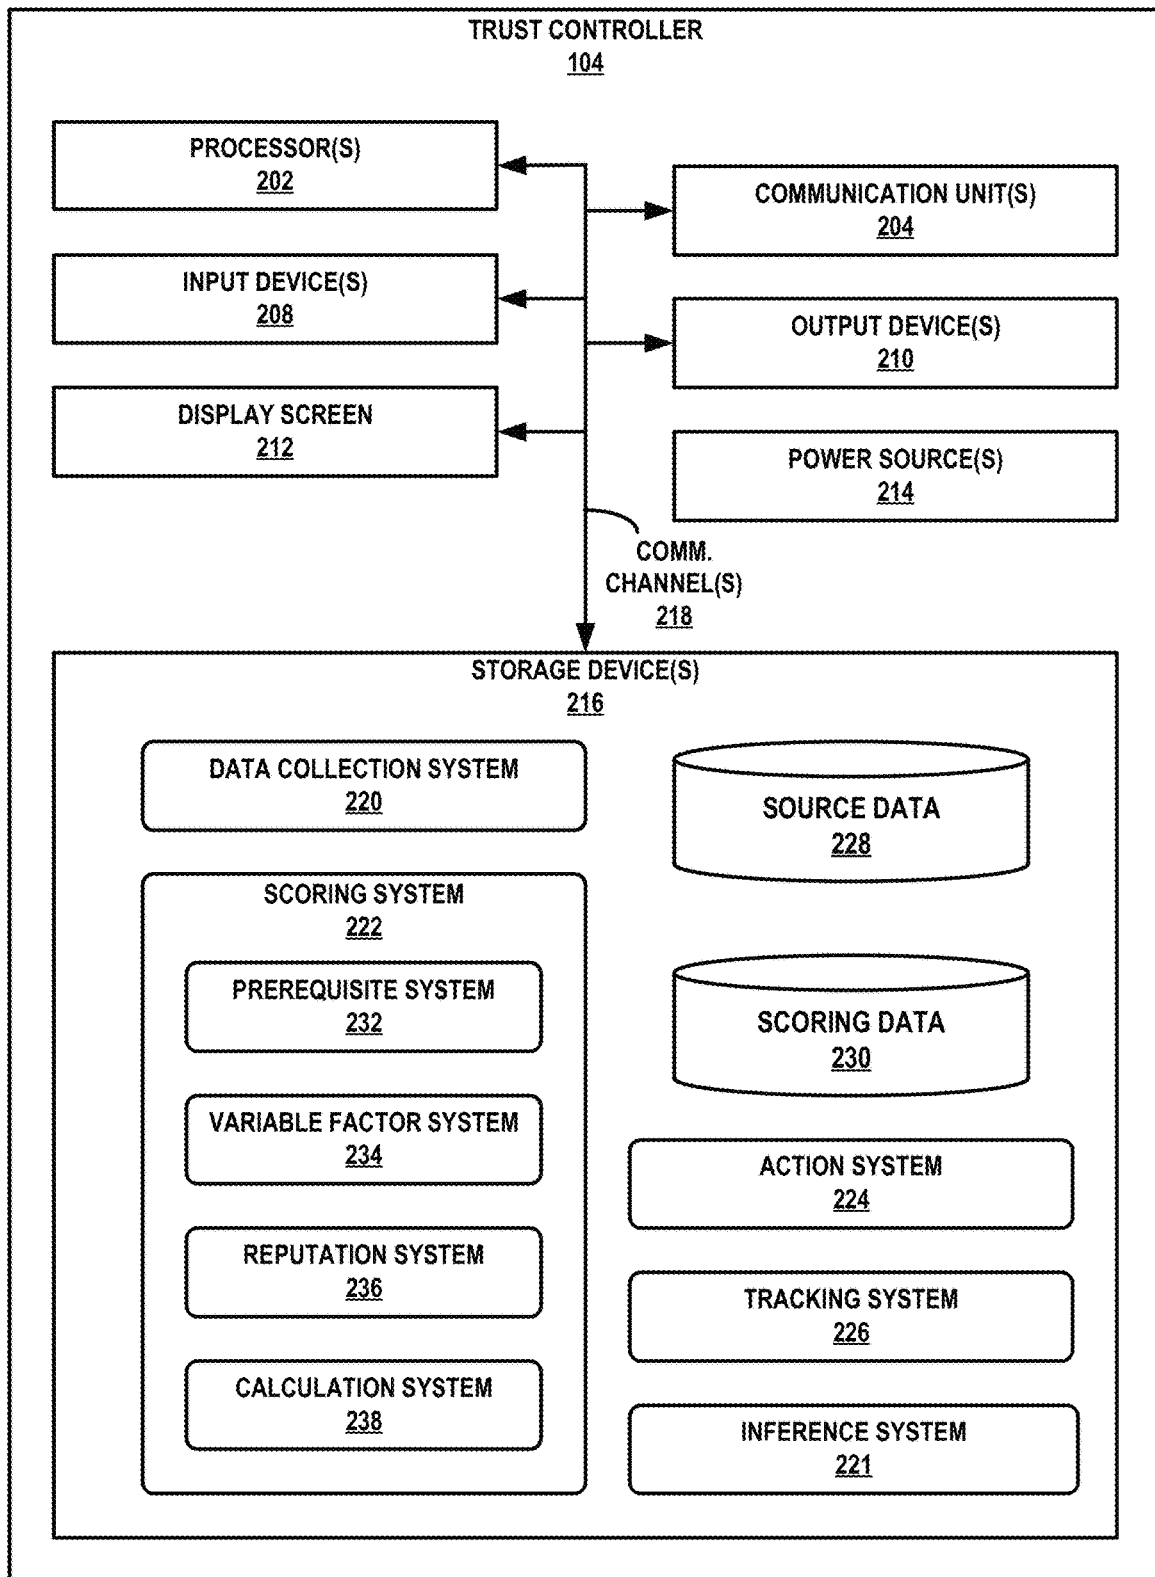 TRUST CONTROLLER
104
PROCESSOR(S)
202
COMMUNICATION UNIT(S)
204
INPUT DEVICE(S)
208
OUTPUT DEVICE(S)
210
DISPLAY SCREEN
212
POWER SOURCE(S)
214
COMM.
CHANNEL(S)
218
STORAGE DEVICE(S)
216
DATA COLLECTION SYSTEM
220
SOURCE DATA
228
SCORING SYSTEM
222
PREREQUISITE SYSTEM
232
SCORING DATA
230
VARIABLE FACTOR SYSTEM
234
ACTION SYSTEM
224
REPUTATION SYSTEM
236
TRACKING SYSTEM
226
CALCULATION SYSTEM
238
INFERENCE SYSTEM
221